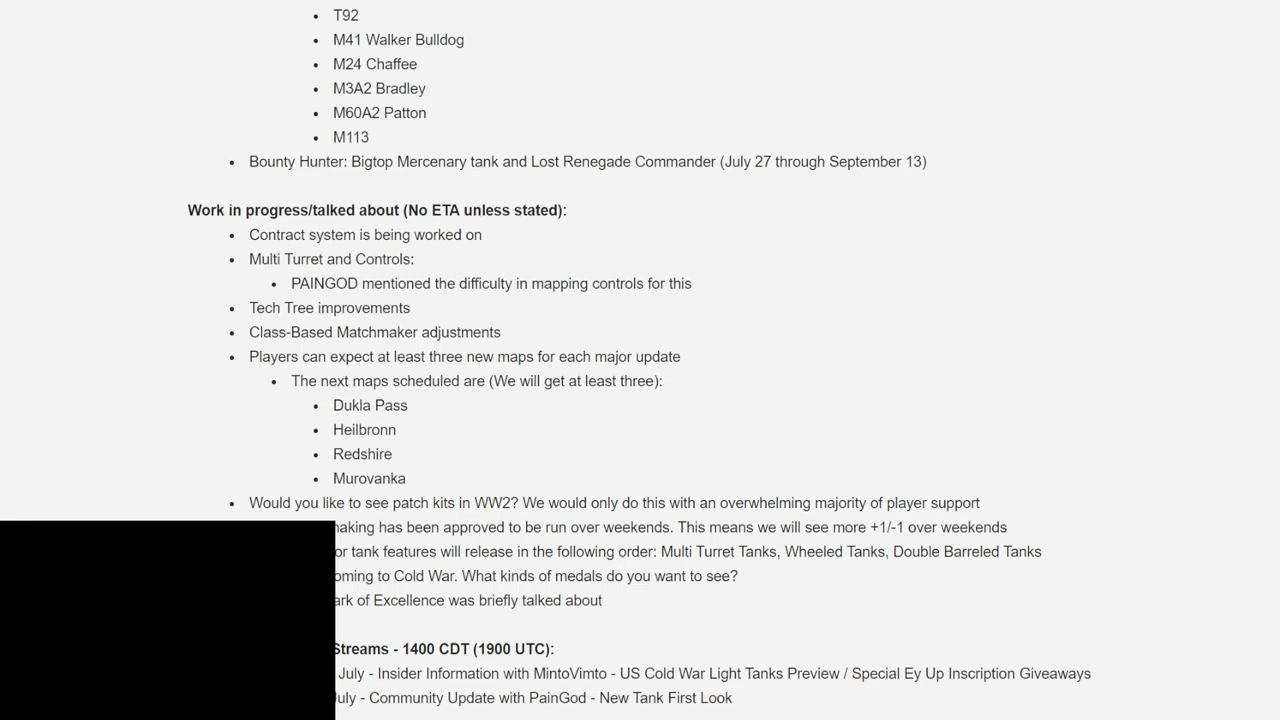 T92
M41 Walker Bulldog
M24 Chaffee
M3A2 Bradley
M60A2 Patton
M113
Bounty Hunter: Bigtop Mercenary tank and Lost Renegade Commander (July 27 through September 13)
Work in progress/talked about (No ETA unless stated):
Contract system is being worked on
Multi Turret and Controls:
PAINGOD mentioned the difficulty in mapping controls for this
Tech Tree improvements
Class-Based Matchmaker adjustments
Players can expect at least three new maps for each major update
The next maps scheduled are (We will get at least three):
Dukla Pass
Heilbronn
Redshire
Murovanka
Would you like to see patch kits in WW2? We would only do this with an overwhelming majority of player support
has been approved to be run over weekends. This means we will see more +1/-1 over weekends
tank features will release in the following order: Multi Turret Tanks, Wheeled Tanks, Double Barreled Tanks
to Cold War. What kinds of medals do you want to see?
of Excellence was briefly talked about
Streams - 1400 CDT (1900 UTC):
July - Insider Information with MintoVimto - US Cold War Light Tanks Preview / Special Ey Up Inscription Giveaways
July - Community Update with PainGod - New Tank First Look